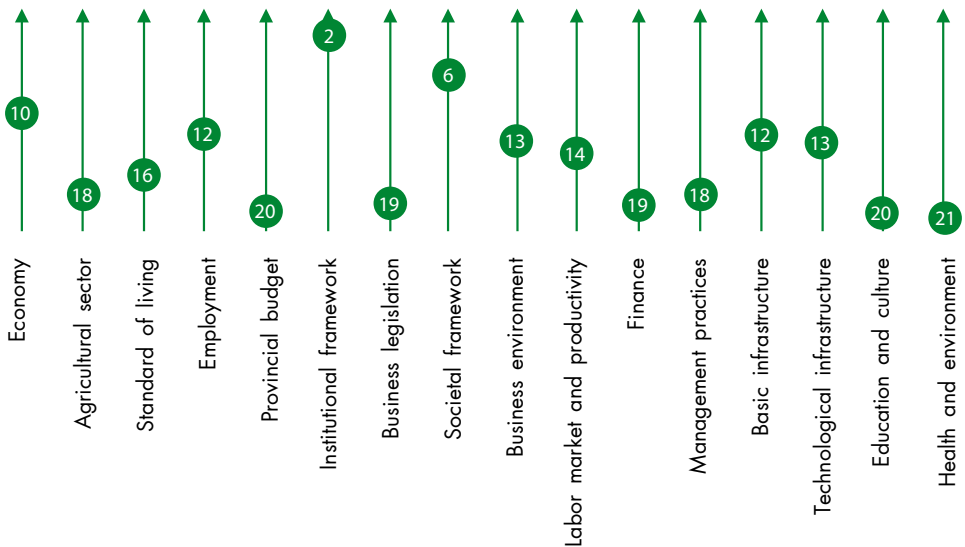 10
18
16
12
20
2
19
6
13
14
19
18
12
13
20
21
Economy
Agricultural sector
Standard of living
Employment
Provincial budget
Institutional framework
Business legislation
Societal framework
Business environment
Labor market and productivity
Finance
Management practices
Basic infrastructure
Technological infrastructure
Education and culture
Health and environment